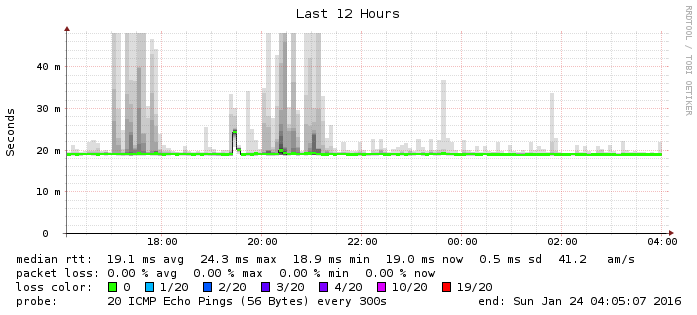 Last 12 Hours
RRDTOOL / TOBI OETIKER
Seconds
40 m
30 m
20 m
10 m
0
18:00 20:00 22:00 00:00 02:00 04:00
median rtt: 19.1 ms avg 24.3 ms max 18.9 ms min 19.0 ms now 0.5 ms sd 41.2 am/s
packet loss: 0.00 % avg 0.00 % max 0.00 % min 0.00 % now
loss color: 0 1/20 2/20 3/20 4/20 10/20 19/20
probe: 20 ICMP Echo Pings (56 Bytes) every 300s end: Sun Jan 24 04:05:07 2016